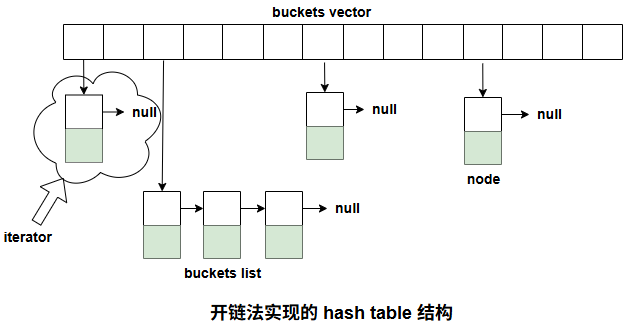 buckets vector
null
null
null
node
iterator
null
buckets list
开链法实现的 hash table 结构